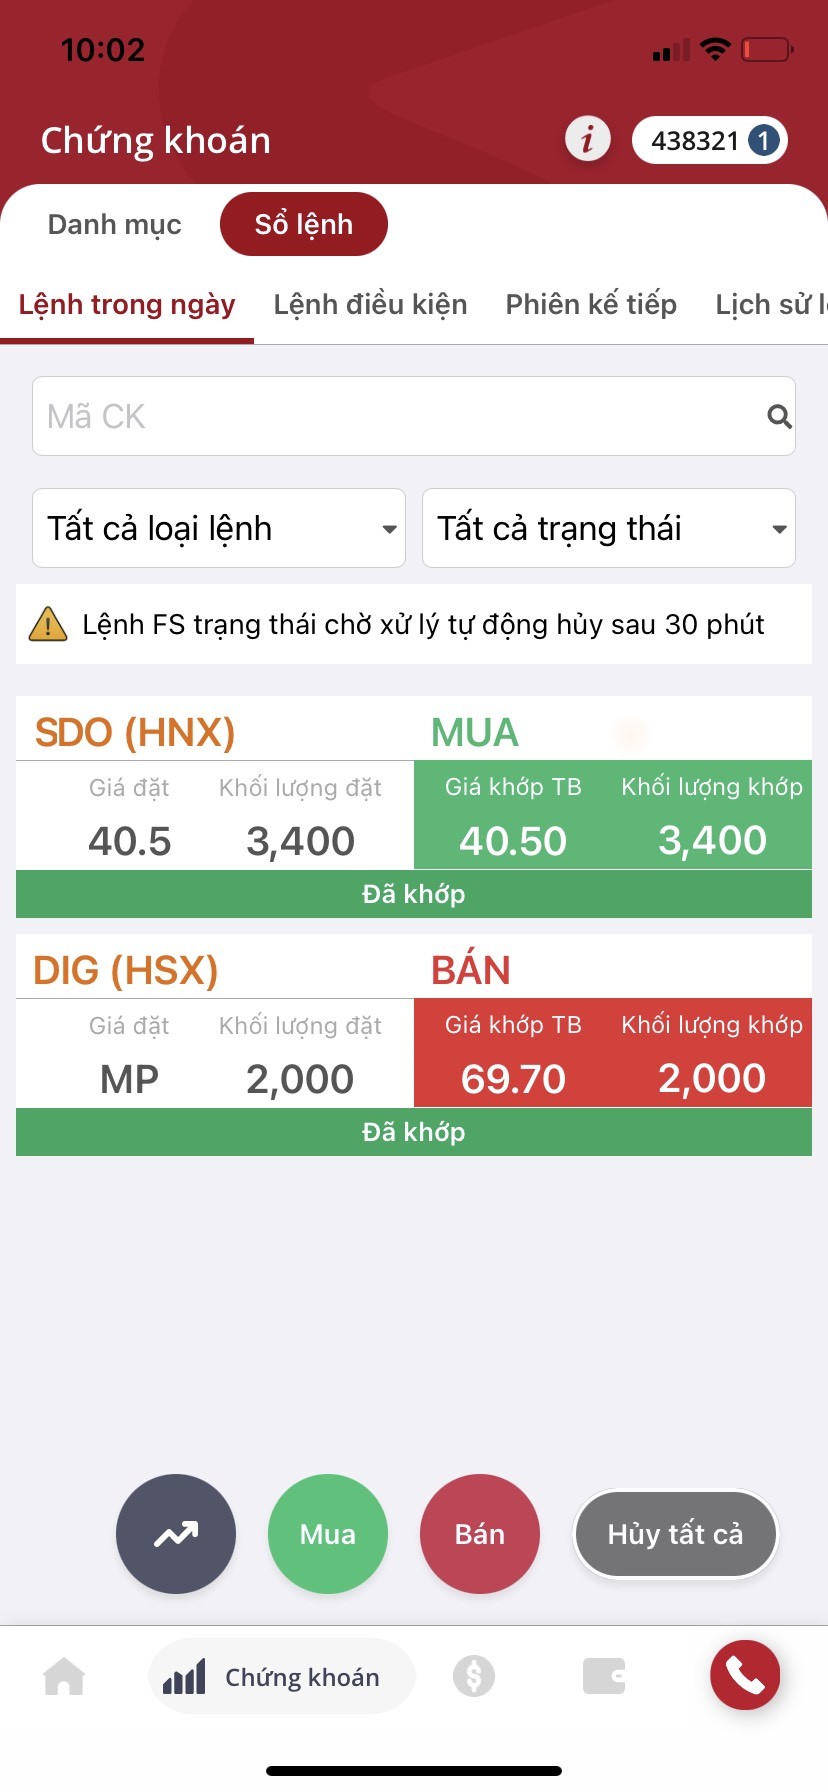 10:02
Chứng khoán
i
438321 1
Danh mục
Sổ lệnh
Lệnh trong ngày
Lệnh điều kiện
Phiên kế tiếp
Lịch sử l
Mã CK
Tất cả loại lệnh
Tất cả trạng thái
Lệnh FS trạng thái chờ xử lý tự động hủy sau 30 phút
SDO (HNX)
MUA
Giá đặt
Khối lượng đặt
Giá khớp TB
Khối lượng khớp
40.5
3,400
40.50
3,400
Đã khớp
DIG (HSX)
BÁN
Giá đặt
Khối lượng đặt
Giá khớp TB
Khối lượng khớp
MP
2,000
69.70
2,000
Đã khớp
Mua
Bán
Hủy tất cả
Chứng khoán
$